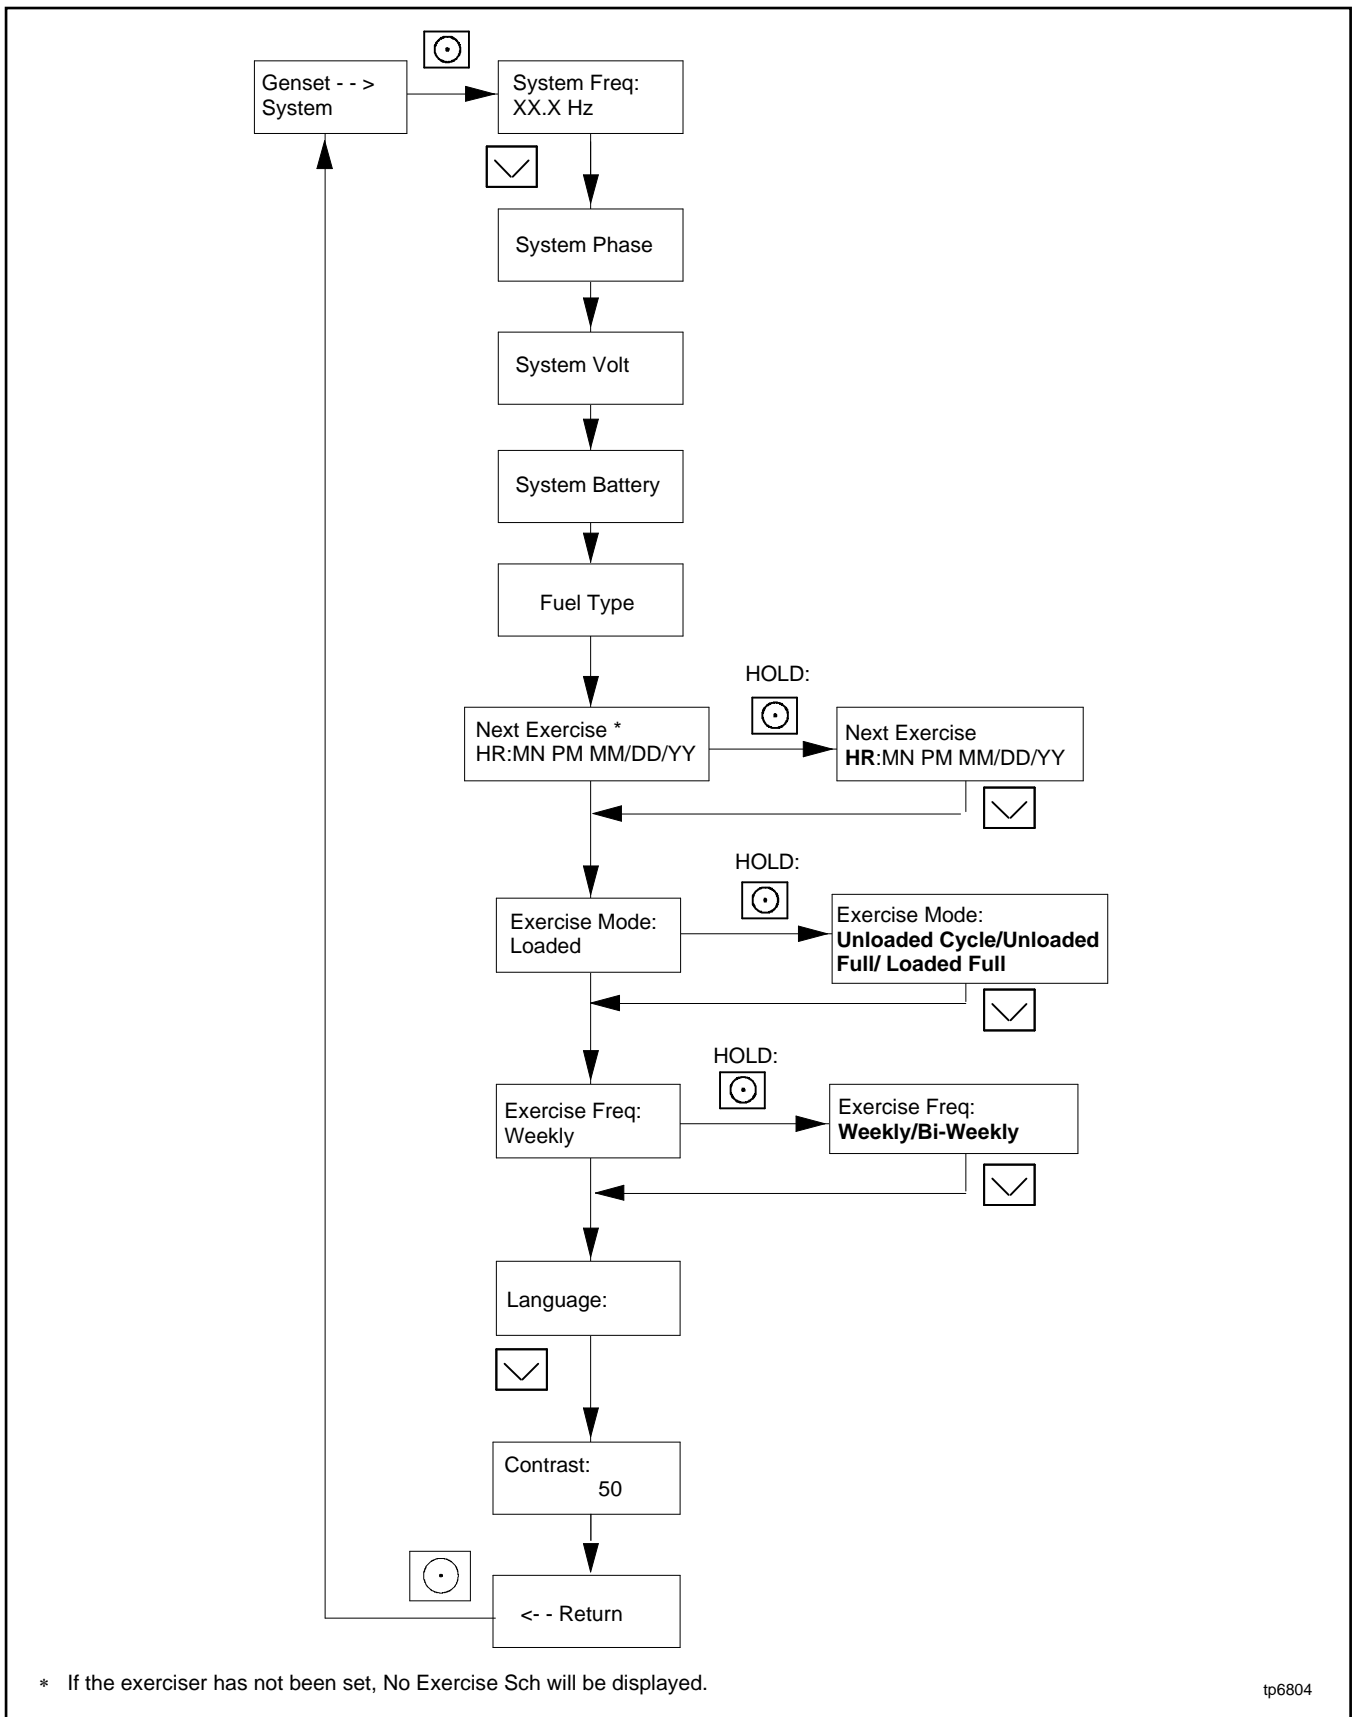 Genset - - >
System
System Freq:
XX.X Hz
System Phase
System Volt
System Battery
Fuel Type
HOLD:
Next Exercise *
HR:MN PM MM/DD/YY
Next Exercise
HR:MN PM MM/DD/YY
HOLD:
Exercise Mode:
Loaded
Exercise Mode:
Unloaded Cycle/Unloaded
Full/ Loaded Full
HOLD:
Exercise Freq:
Weekly
Exercise Freq:
Weekly/Bi-Weekly
Language:
Contrast:
50
<- - Return
* If the exerciser has not been set, No Exercise Sch will be displayed.
tp6804